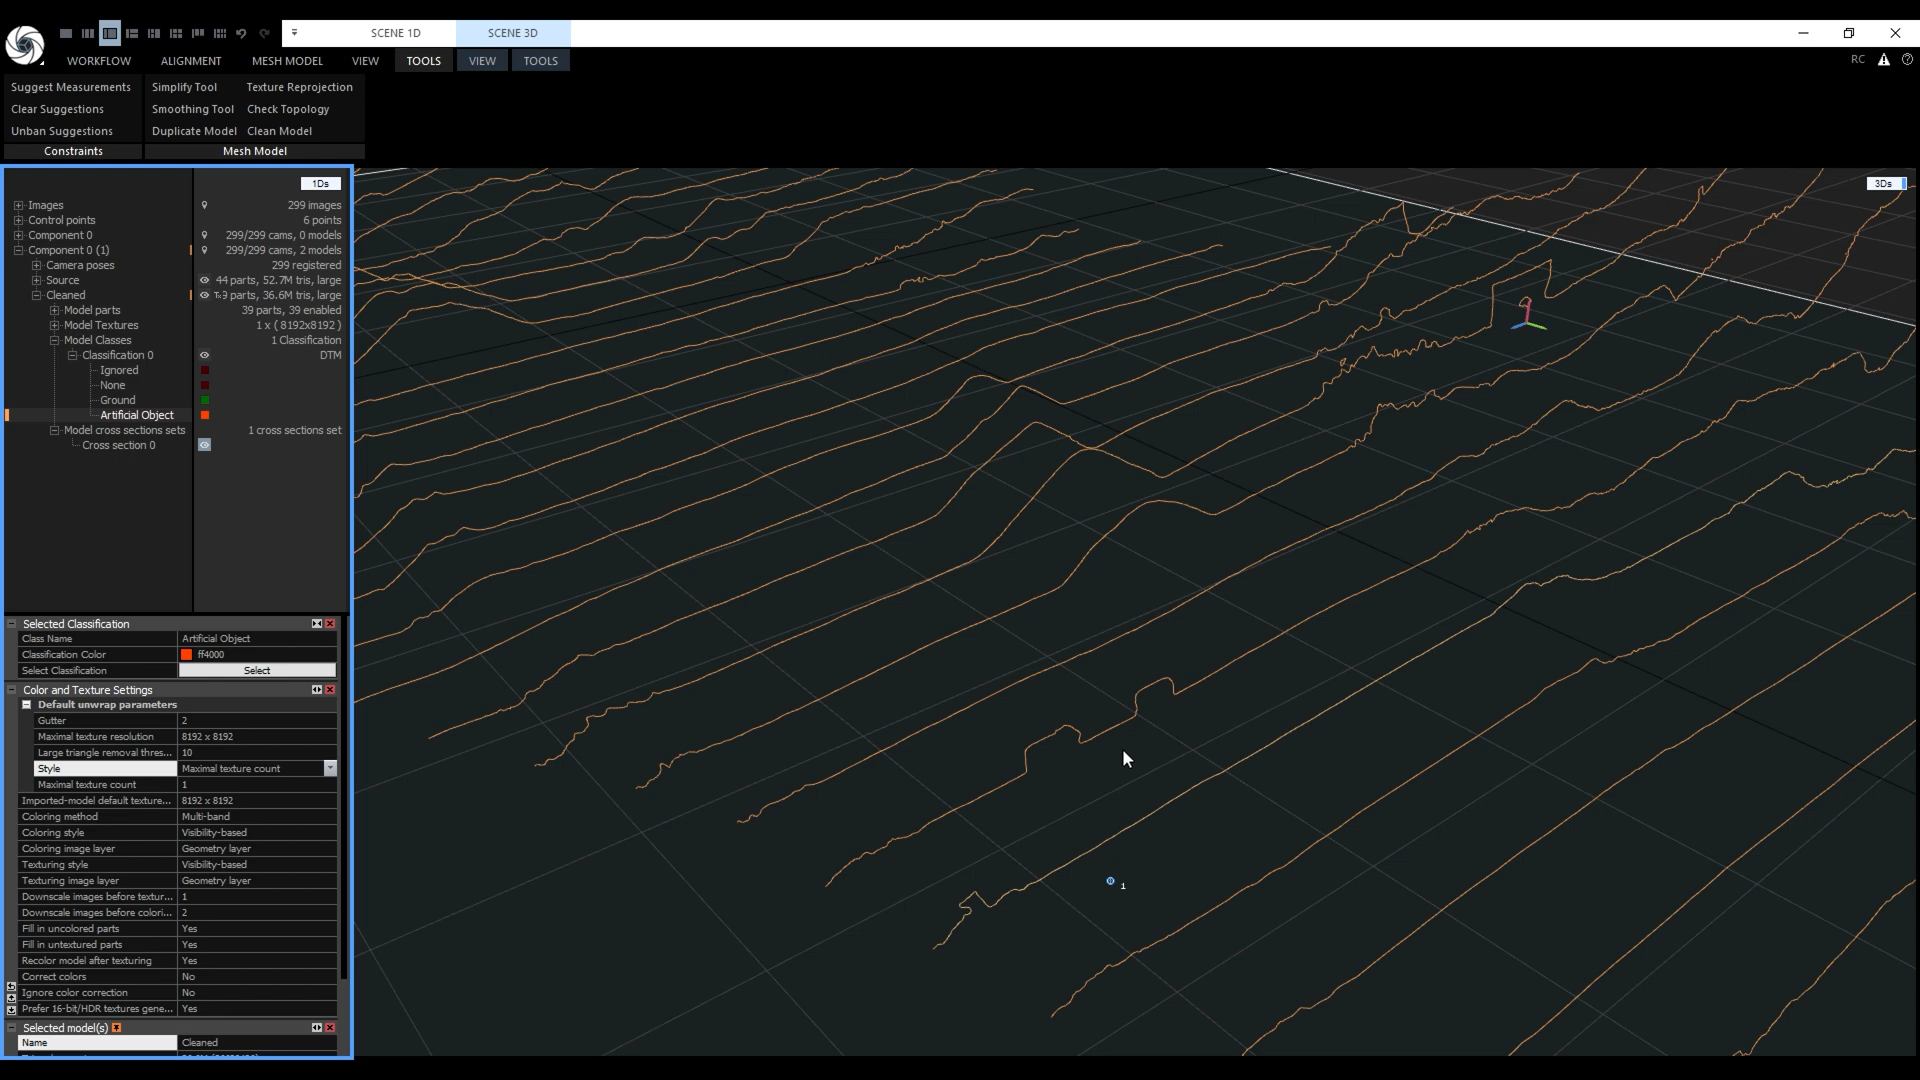 SCENE 1D
SCENE 3D
WORKFLOW
ALIGNMENT
MESH MODEL
VIEW
TOOLS
VIEW
TOOLS
RC
Suggest Measurements
Simplify Tool
Texture Reprojection
Clear Suggestions
Smoothing Tool
Check Topology
Unban Suggestions
Duplicate Model
Clean Model
Constraints
Mesh Model
1Ds
3Ds
Images
299 images
Control points
6 points
Component 0
299/299 cams, 0 models
Component 0 (1)
299/299 cams, 2 models
Camera poses
299 registered
Source
44 parts, 52.7M tris, large
Cleaned
9 parts, 36.6M tris, large
Model parts
39 parts, 39 enabled
Model Textures
1 x ( 8192x8192 )
Model Classes
1 Classification
Classification 0
DTM
Ignored
None
Ground
Artificial Object
Model cross sections sets
1 cross sections set
Cross section 0
Selected Classification
Class Name
Artificial Object
Classification Color
ff4000
Select Classification
Select
Color and Texture Settings
Default unwrap parameters
Gutter
2
Maximal texture resolution
8192 x 8192
Large triangle removal thres...
10
Style
Maximal texture count
Maximal texture count
1
Imported-model default texture...
8192 x 8192
Coloring method
Multi-band
Coloring style
Visibility-based
Coloring image layer
Geometry layer
Texturing style
Visibility-based
Texturing image layer
Geometry layer
Downscale images before textur...
1
Downscale images before colori...
2
Fill in uncolored parts
Yes
Fill in untextured parts
Yes
Recolor model after texturing
Yes
Correct colors
No
Ignore color correction
No
Prefer 16-bit/HDR textures gene...
Yes
Selected model(s)
Name
Cleaned
1